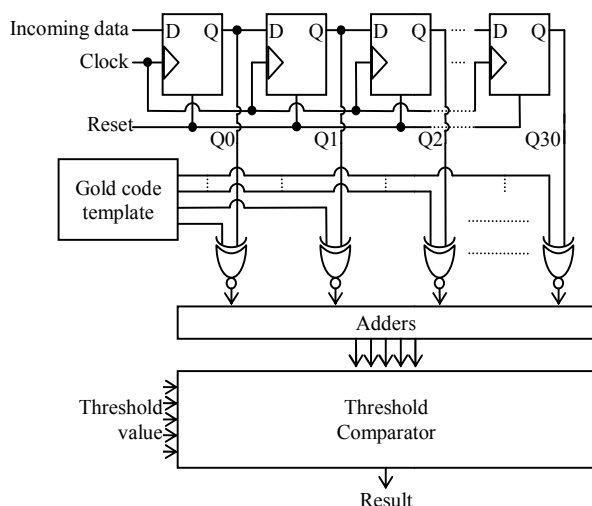 Incoming data
D Q D Q D Q D Q
Clock
Reset
Q0 Q1 Q2 Q30
Gold code
template
Adders
Threshold
value
Threshold
Comparator
Result